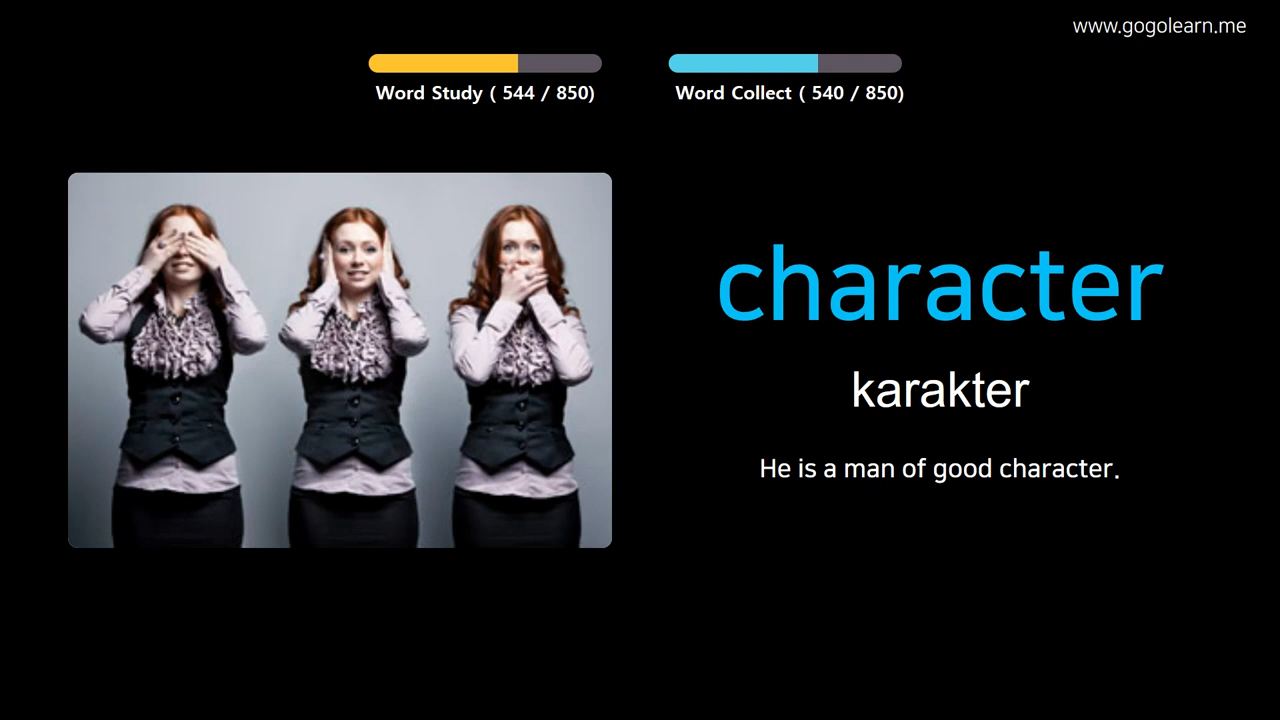 www.gogolearn.me
Word Study ( 544 / 850)
Word Collect ( 540 / 850)
character
karakter
He is a man of good character.